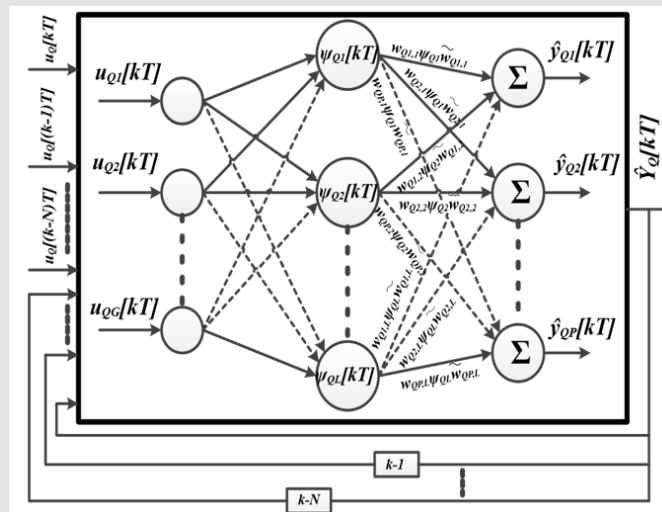 u_Q[kT]
u_Q[(k-1)T]
u_Q[(k-N)T]
u_Q1[kT]
u_Q2[kT]
u_QG[kT]
ψ_Q1[kT]
ψ_Q2[kT]
ψ_QL[kT]
w_Q1,1ψ_Q1w̃_Q1,1
w_Q2,1ψ_Q1w̃_Q2,1
w_QP,1ψ_Q1w̃_QP,1
w_Q1,2ψ_Q2w̃_Q1,2
w_Q2,2ψ_Q2w̃_Q2,2
w_QP,2ψ_Q2w̃_QP,2
w_Q1,Lψ_QLw̃_Q1,L
w_Q2,Lψ_QLw̃_Q2,L
w_QP,Lψ_QLw̃_QP,L
Σ
Σ
Σ
ŷ_Q1[kT]
ŷ_Q2[kT]
ŷ_QP[kT]
Ŷ_Q[kT]
k-1
k-N